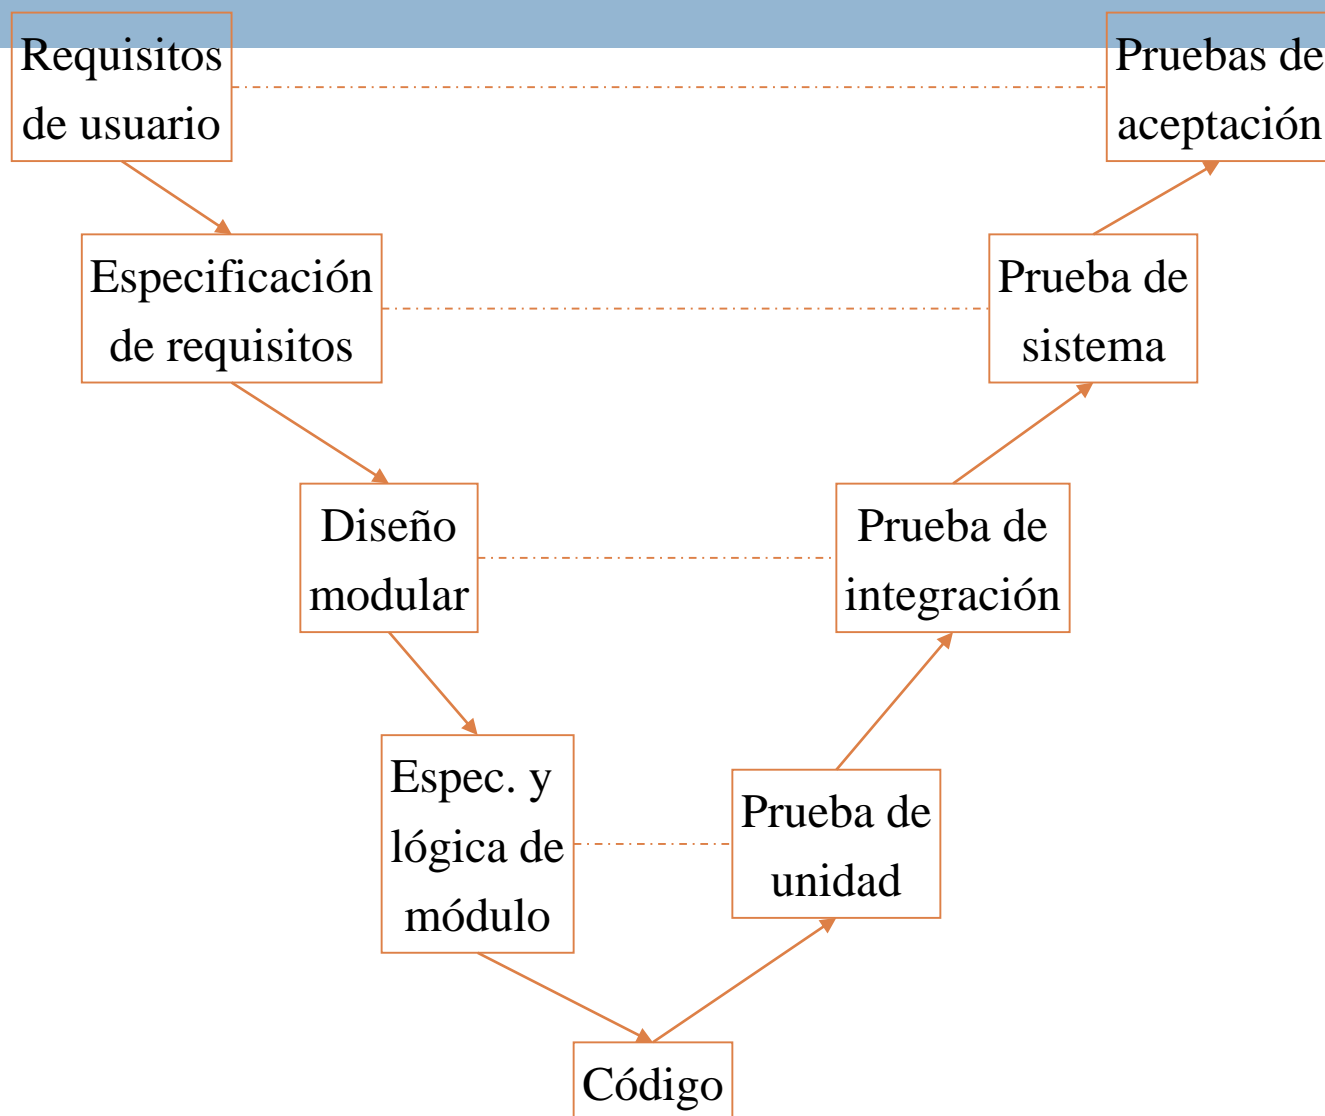 Requisitos
de usuario
Pruebas de
aceptación
Especificación
de requisitos
Prueba de
sistema
Diseño
modular
Prueba de
integración
Espec. y
lógica de
módulo
Prueba de
unidad
Código